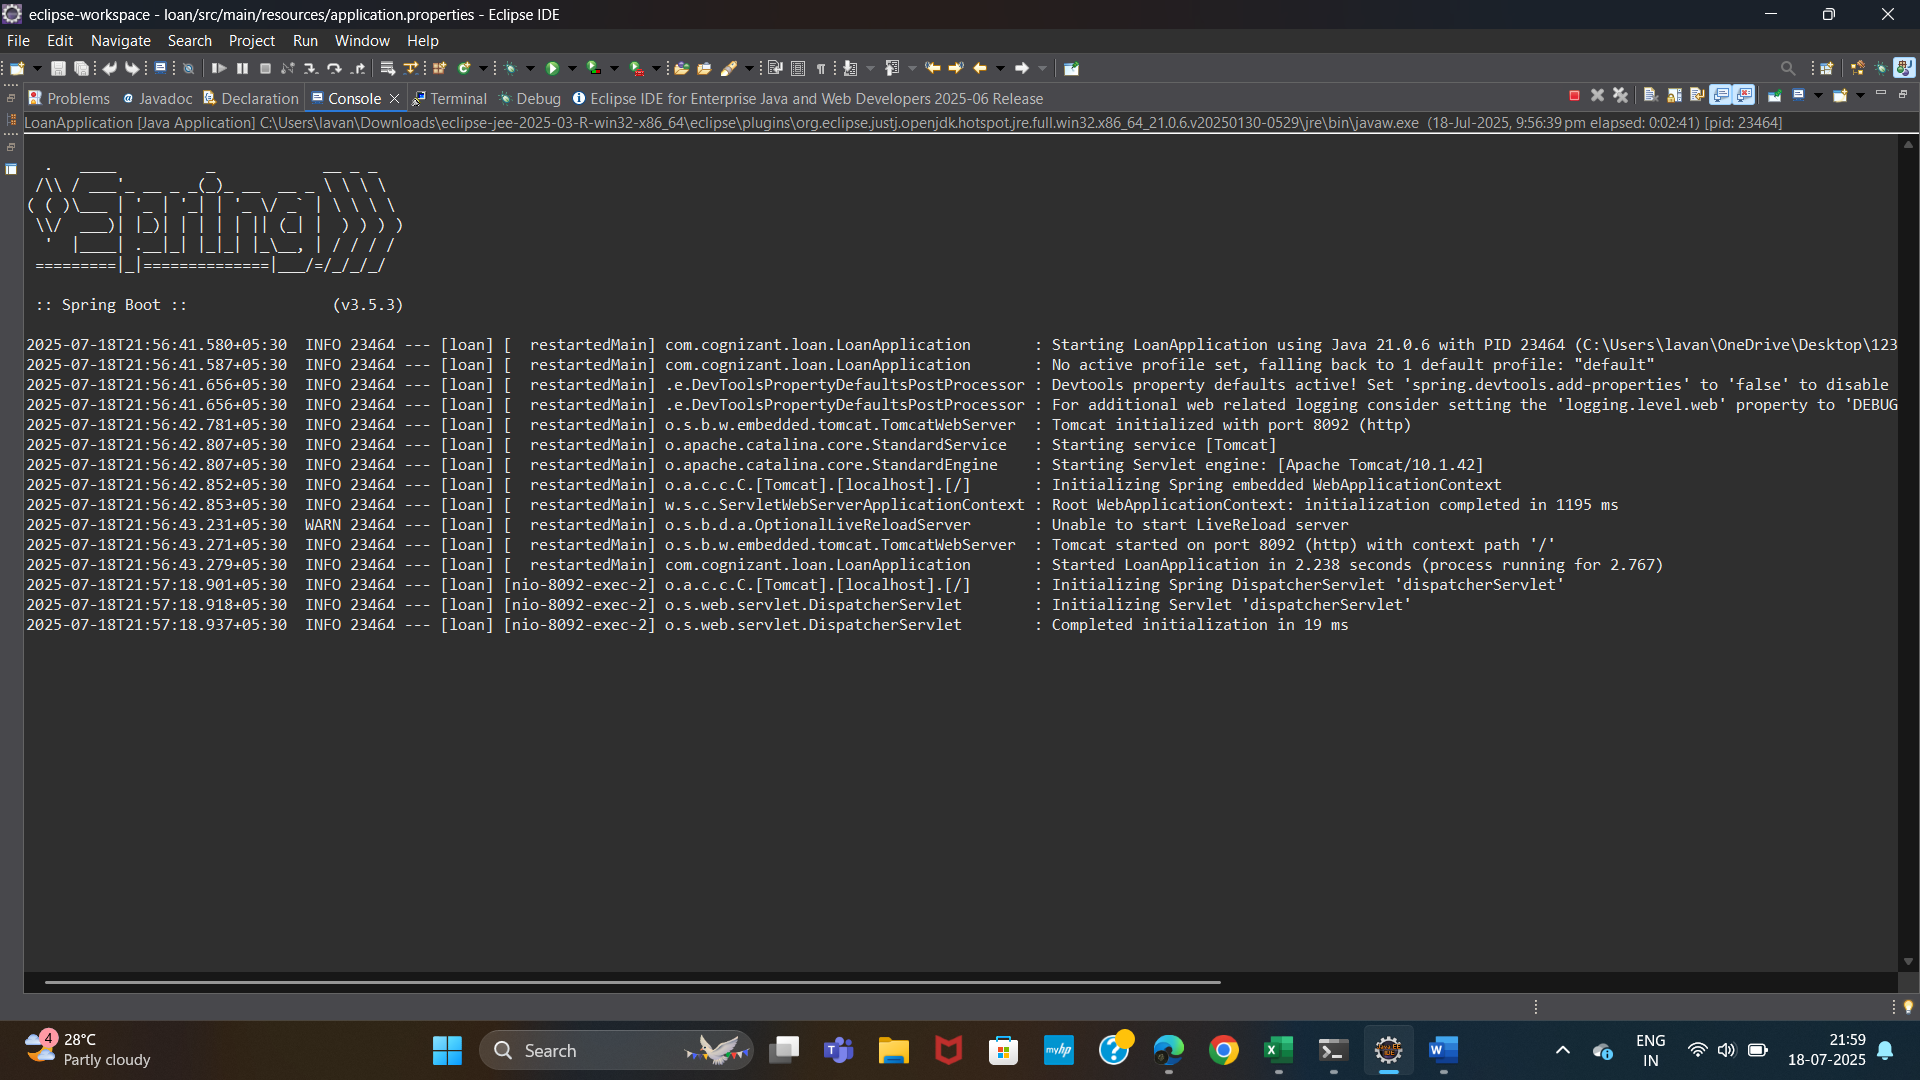 eclipse-workspace - loan/src/main/resources/application.properties - Eclipse IDE
File Edit Navigate Search Project Run Window Help
Problems Javadoc Declaration Console Terminal Debug Eclipse IDE for Enterprise Java and Web Developers 2025-06 Release
LoanApplication [Java Application] C:\Users\lavan\Downloads\eclipse-jee-2025-03-R-win32-x86_64\eclipse\plugins\org.eclipse.justj.openjdk.hotspot.jre.full.win32.x86_64_21.0.6.v20250130-0529\jre\bin\javaw.exe (18-Jul-2025, 9:56:39 pm elapsed: 0:02:41) [pid: 23464]
  .   ____          _            __ _ _
 /\\ / ___'_ __ _ _(_)_ __  __ _ \ \ \ \
( ( )\___ | '_ | '_| | '_ \/ _` | \ \ \ \
 \\/  ___)| |_)| | | | | || (_| |  ) ) ) )
  '  |____| .__|_| |_|_| |_\__, | / / / /
 =========|_|==============|___/=/_/_/_/
:: Spring Boot ::                (v3.5.3)
2025-07-18T21:56:41.580+05:30  INFO 23464 --- [loan] [  restartedMain] com.cognizant.loan.LoanApplication       : Starting LoanApplication using Java 21.0.6 with PID 23464 (C:\Users\lavan\OneDrive\Desktop\123
2025-07-18T21:56:41.587+05:30  INFO 23464 --- [loan] [  restartedMain] com.cognizant.loan.LoanApplication       : No active profile set, falling back to 1 default profile: "default"
2025-07-18T21:56:41.656+05:30  INFO 23464 --- [loan] [  restartedMain] .e.DevToolsPropertyDefaultsPostProcessor : Devtools property defaults active! Set 'spring.devtools.add-properties' to 'false' to disable
2025-07-18T21:56:41.656+05:30  INFO 23464 --- [loan] [  restartedMain] .e.DevToolsPropertyDefaultsPostProcessor : For additional web related logging consider setting the 'logging.level.web' property to 'DEBUG
2025-07-18T21:56:42.781+05:30  INFO 23464 --- [loan] [  restartedMain] o.s.b.w.embedded.tomcat.TomcatWebServer  : Tomcat initialized with port 8092 (http)
2025-07-18T21:56:42.807+05:30  INFO 23464 --- [loan] [  restartedMain] o.apache.catalina.core.StandardService   : Starting service [Tomcat]
2025-07-18T21:56:42.807+05:30  INFO 23464 --- [loan] [  restartedMain] o.apache.catalina.core.StandardEngine    : Starting Servlet engine: [Apache Tomcat/10.1.42]
2025-07-18T21:56:42.852+05:30  INFO 23464 --- [loan] [  restartedMain] o.a.c.c.C.[Tomcat].[localhost].[/]       : Initializing Spring embedded WebApplicationContext
2025-07-18T21:56:42.853+05:30  INFO 23464 --- [loan] [  restartedMain] w.s.c.ServletWebServerApplicationContext : Root WebApplicationContext: initialization completed in 1195 ms
2025-07-18T21:56:43.231+05:30  WARN 23464 --- [loan] [  restartedMain] o.s.b.d.a.OptionalLiveReloadServer       : Unable to start LiveReload server
2025-07-18T21:56:43.271+05:30  INFO 23464 --- [loan] [  restartedMain] o.s.b.w.embedded.tomcat.TomcatWebServer  : Tomcat started on port 8092 (http) with context path '/'
2025-07-18T21:56:43.279+05:30  INFO 23464 --- [loan] [  restartedMain] com.cognizant.loan.LoanApplication       : Started LoanApplication in 2.238 seconds (process running for 2.767)
2025-07-18T21:57:18.901+05:30  INFO 23464 --- [loan] [nio-8092-exec-2] o.a.c.c.C.[Tomcat].[localhost].[/]       : Initializing Spring DispatcherServlet 'dispatcherServlet'
2025-07-18T21:57:18.918+05:30  INFO 23464 --- [loan] [nio-8092-exec-2] o.s.web.servlet.DispatcherServlet        : Initializing Servlet 'dispatcherServlet'
2025-07-18T21:57:18.937+05:30  INFO 23464 --- [loan] [nio-8092-exec-2] o.s.web.servlet.DispatcherServlet        : Completed initialization in 19 ms
4 28°C
Partly cloudy
Search
myhp
ENG
IN
21:59
18-07-2025